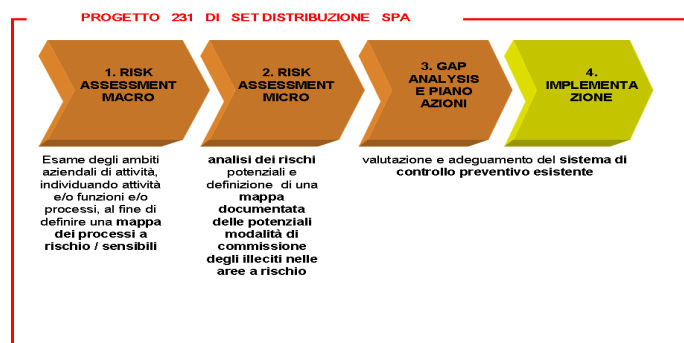 PROGETTO 231 DI SET DISTRIBUZIONE SPA
1. RISK
ASSESSMENT
MACRO
2. RISK
ASSESSMENT
MICRO
3. GAP
ANALYSIS
E PIANO
AZIONI
4.
IMPLEMENTA
ZIONE
Esame degli ambiti
aziendali di attività,
individuando attività
e/o funzioni e/o
processi, al fine di
definire una mappa
dei processi a
rischio / sensibili
analisi dei rischi
potenziali e
definizione di una
mappa
documentata
delle potenziali
modalità di
commissione
degli illeciti nelle
aree a rischio
valutazione e adeguamento del sistema di
controllo preventivo esistente